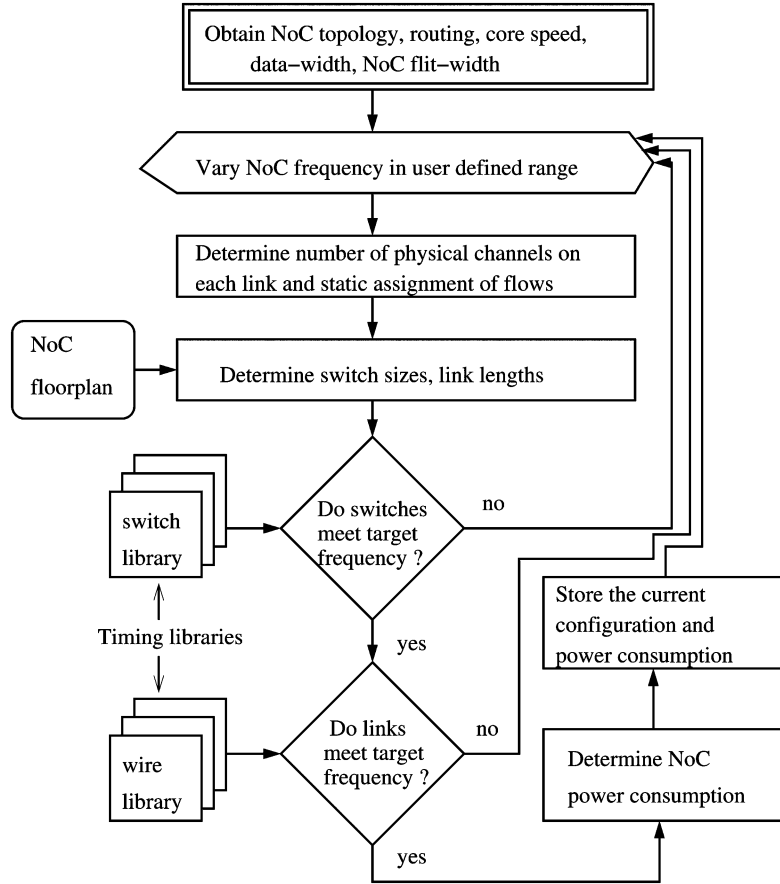 Obtain NoC topology, routing, core speed,
data-width, NoC flit-width
Vary NoC frequency in user defined range
Determine number of physical channels on
each link and static assignment of flows
NoC
floorplan
Determine switch sizes, link lengths
switch
library
Do switches
meet target
frequency ?
no
yes
Timing libraries
wire
library
Do links
meet target
frequency ?
no
yes
Store the current
configuration and
power consumption
Determine NoC
power consumption